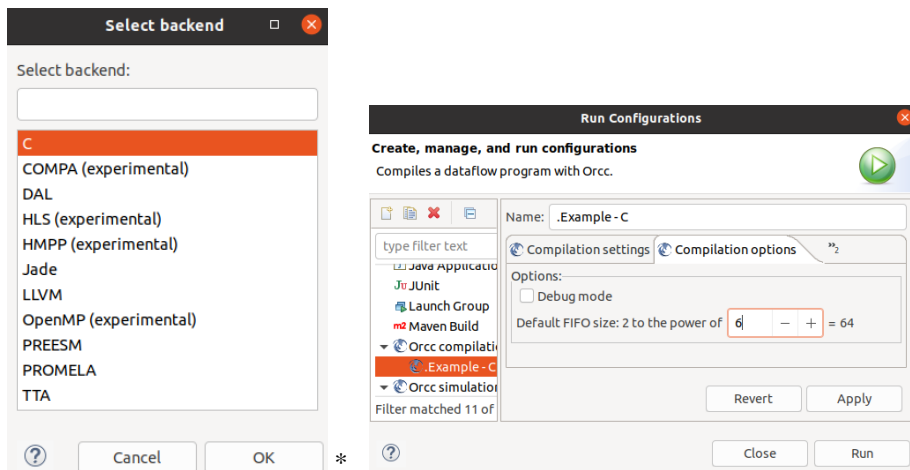 Select backend
Select backend:
C
COMPA (experimental)
DAL
HLS (experimental)
HMPP (experimental)
Jade
LLVM
OpenMP (experimental)
PREESM
PROMELA
TTA
Cancel
OK
*
Run Configurations
Create, manage, and run configurations
Compiles a dataflow program with Orcc.
Name: .Example - C
type filter text
Java Applicatio
Ju JUnit
Launch Group
m2 Maven Build
Orcc compilati
.Example - C
Orcc simulation
Filter matched 11 of
Compilation settings
Compilation options
»2
Options:
Debug mode
Default FIFO size: 2 to the power of 6 − + = 64
Revert
Apply
Close
Run